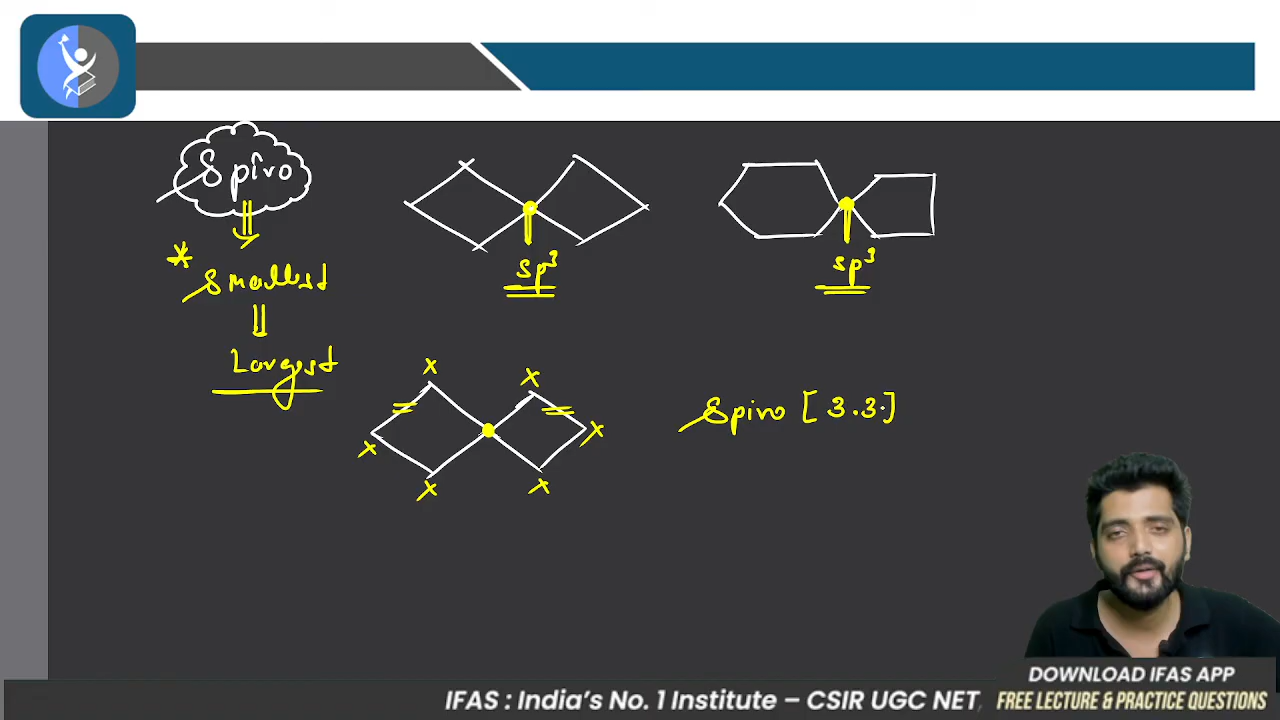 Spiro
*
Smallest
Largest
sp³
sp³
x
x
x
x
x
x
Spiro [3.3.]
DOWNLOAD IFAS APP
IFAS : India's No. 1 Institute – CSIR UGC NET,
FREE LECTURE & PRACTICE QUESTIONS